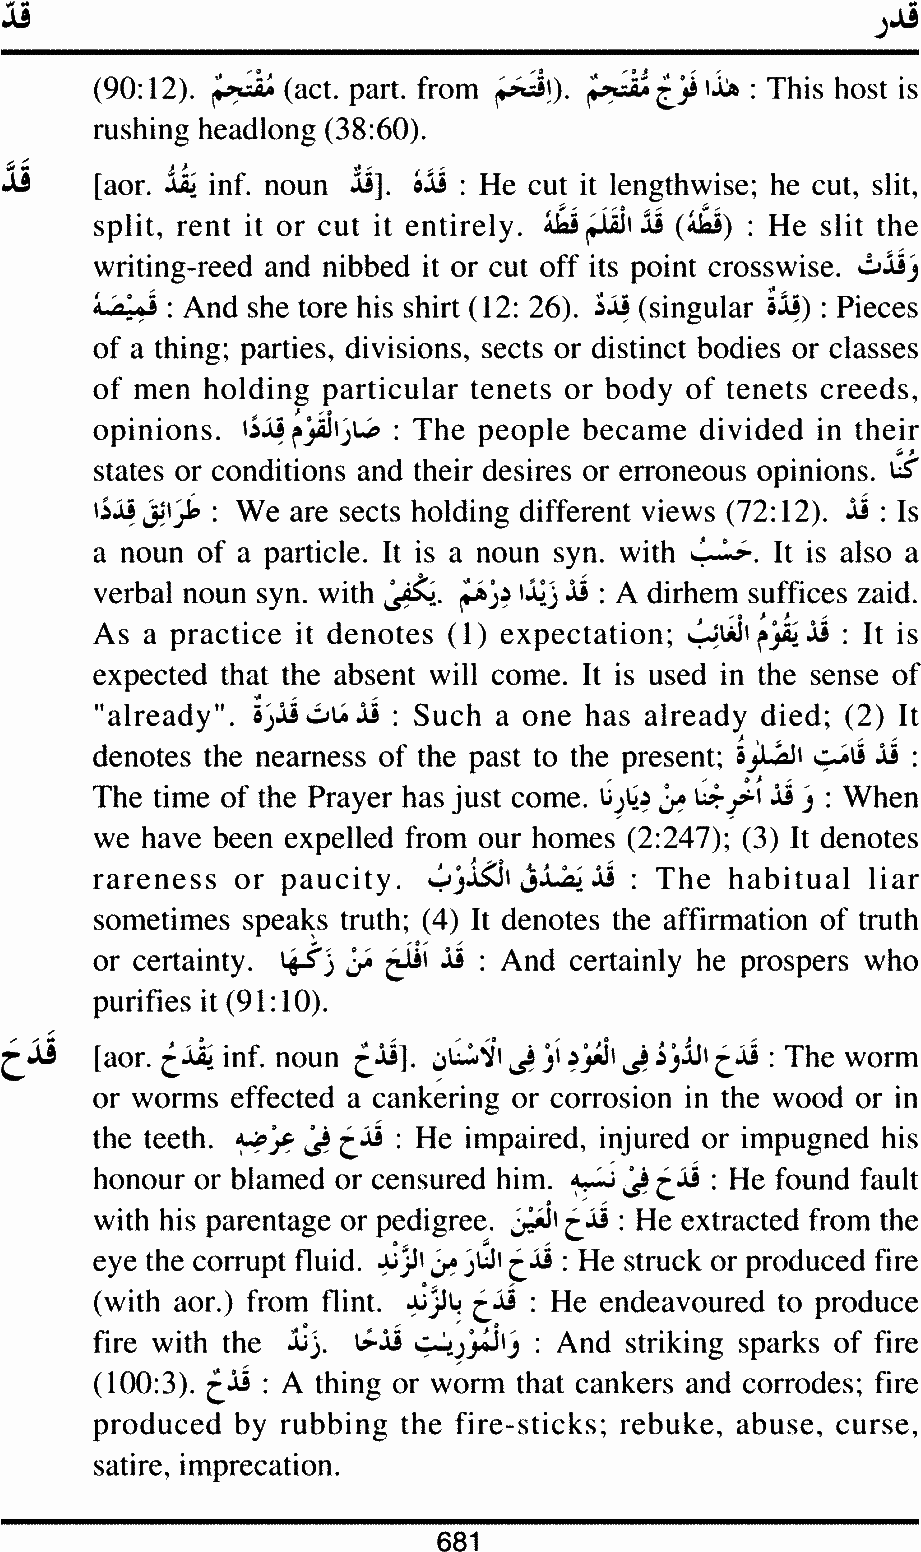 قدّ قدر
(90:12). مُقْتَحِمٌ (act. part. from اِقْتَحَمَ). هٰذَا فَوْجٌ مُّقْتَحِمٌ : This host is
rushing headlong (38:60).
قَدَّ [aor. يَقُدُّ inf. noun قَدٌّ]. قَدَّهُ : He cut it lengthwise; he cut, slit,
split, rent it or cut it entirely. قَدَّ الْقَلَمَ وَقَطَّهٗ (قَطَّهٗ) : He slit the
writing-reed and nibbed it or cut off its point crosswise. وَقَدَّتْ
قَمِيْصَهٗ : And she tore his shirt (12: 26). قِدَدٌ (singular قِدَّةٌ) : Pieces
of a thing; parties, divisions, sects or distinct bodies or classes
of men holding particular tenets or body of tenets creeds,
opinions. صَارَالْقَوْمُ قِدَدًا : The people became divided in their
states or conditions and their desires or erroneous opinions. كُنَّا
طَرَائِقَ قِدَدًا : We are sects holding different views (72:12). قَدْ : Is
a noun of a particle. It is a noun syn. with حَسْبُ. It is also a
verbal noun syn. with يَكْفِىْ. قَدْ زَيْدًا دِرْهَمٌ : A dirhem suffices zaid.
As a practice it denotes (1) expectation; قَدْ يَقُوْمُ الْغَائِبُ : It is
expected that the absent will come. It is used in the sense of
"already". قَدْ مَاتَ قَدْرَةٌ : Such a one has already died; (2) It
denotes the nearness of the past to the present; قَدْ قَامَتِ الصَّلٰوةُ :
The time of the Prayer has just come. وَ قَدْ اُخْرِجْنَا مِنْ دِيَارِنَا : When
we have been expelled from our homes (2:247); (3) It denotes
rareness or paucity. قَدْ يَصْدُقُ الْكَذُوْبُ : The habitual liar
sometimes speaks truth; (4) It denotes the affirmation of truth
or certainty. قَدْ اَفْلَحَ مَنْ زَكّٰهَا : And certainly he prospers who
purifies it (91:10).
قَدَحَ [aor. يَقْدَحُ inf. noun قَدْحٌ]. قَدَحَ الدُّوْدُ فِى الْعُوْدِ اَوْ فِى الْاَسْنَانِ : The worm
or worms effected a cankering or corrosion in the wood or in
the teeth. قَدَحَ فِىْ عِرْضِهٖ : He impaired, injured or impugned his
honour or blamed or censured him. قَدَحَ فِىْ نَسَبِهٖ : He found fault
with his parentage or pedigree. قَدَحَ الْعَيْنَ : He extracted from the
eye the corrupt fluid. قَدَحَ النَّارَ مِنَ الزَّنْدِ : He struck or produced fire
(with aor.) from flint. قَدَحَ بِالزَّنْدِ : He endeavoured to produce
fire with the زَنْدٌ. وَالْمُوْرِيٰتِ قَدْحًا : And striking sparks of fire
(100:3). قَدْحٌ : A thing or worm that cankers and corrodes; fire
produced by rubbing the fire-sticks; rebuke, abuse, curse,
satire, imprecation.
681